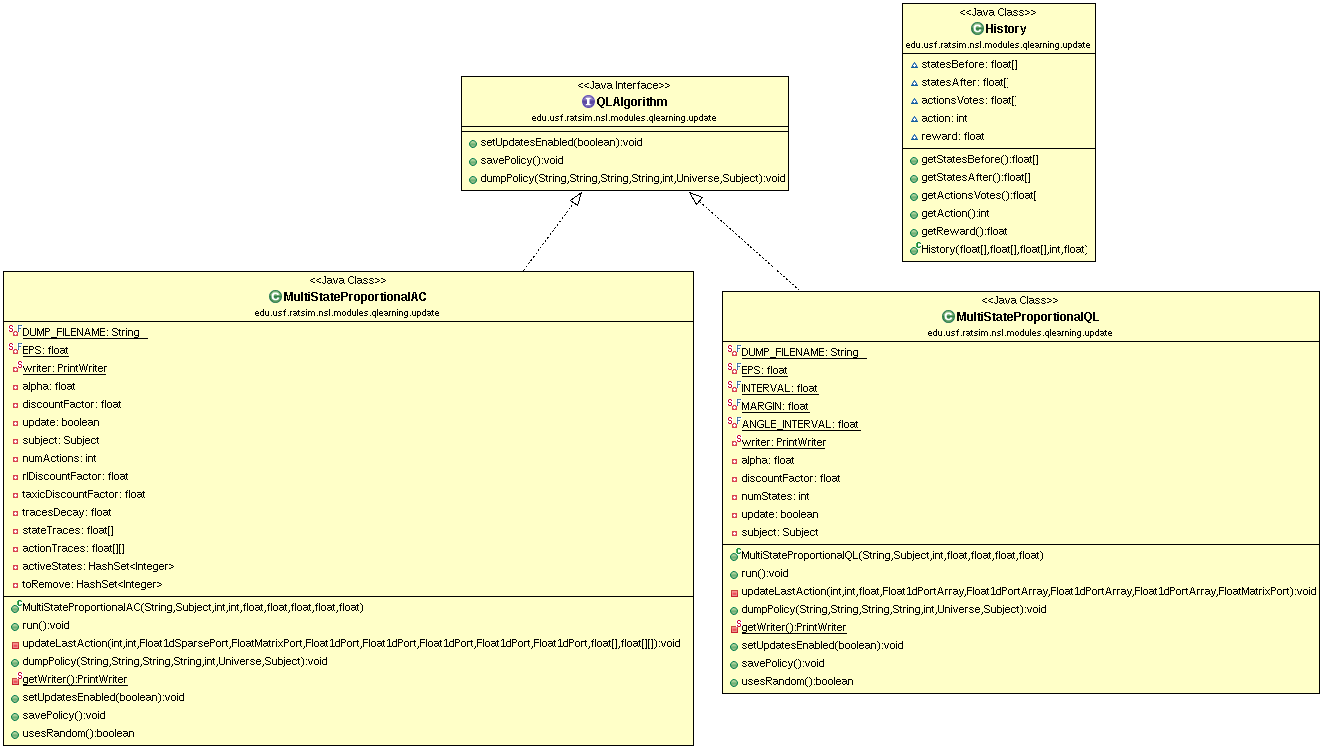 <<Java Class>>
History
edu.usf.ratsim.nsl.modules.qlearning.update
statesBefore: float[]
statesAfter: float[
actionsVotes: float[
action: int
reward: float
getStatesBefore():float[]
getStatesAfter():float[]
getActionsVotes():float[
getAction():int
getReward():float
History(float[],float[],float[],int,float)
<<Java Interface>>
QLAlgorithm
edu.usf.ratsim.nsl.modules.qlearning.update
setUpdatesEnabled(boolean):void
savePolicy():void
dumpPolicy(String,String,String,String,int,Universe,Subject):void
<<Java Class>>
MultiStateProportionalAC
edu.usf.ratsim.nsl.modules.qlearning.update
DUMP_FILENAME: String
EPS: float
writer: PrintWriter
alpha: float
discountFactor: float
update: boolean
subject: Subject
numActions: int
rlDiscountFactor: float
taxicDiscountFactor: float
tracesDecay: float
stateTraces: float[]
actionTraces: float[][]
activeStates: HashSet<Integer>
toRemove: HashSet<Integer>
MultiStateProportionalAC(String,Subject,int,int,float,float,float,float,float)
run():void
updateLastAction(int,int,Float1dSparsePort,FloatMatrixPort,Float1dPort,Float1dPort,Float1dPort,Float1dPort,Float1dPort,float[],float[][]):void
dumpPolicy(String,String,String,String,int,Universe,Subject):void
getWriter():PrintWriter
setUpdatesEnabled(boolean):void
savePolicy():void
usesRandom():boolean
<<Java Class>>
MultiStateProportionalQL
edu.usf.ratsim.nsl.modules.qlearning.update
DUMP_FILENAME: String
EPS: float
INTERVAL: float
MARGIN: float
ANGLE_INTERVAL: float
writer: PrintWriter
alpha: float
discountFactor: float
numStates: int
update: boolean
subject: Subject
MultiStateProportionalQL(String,Subject,int,float,float,float,float)
run():void
updateLastAction(int,int,float,Float1dPortArray,Float1dPortArray,Float1dPortArray,Float1dPortArray,FloatMatrixPort):void
dumpPolicy(String,String,String,String,int,Universe,Subject):void
getWriter():PrintWriter
setUpdatesEnabled(boolean):void
savePolicy():void
usesRandom():boolean